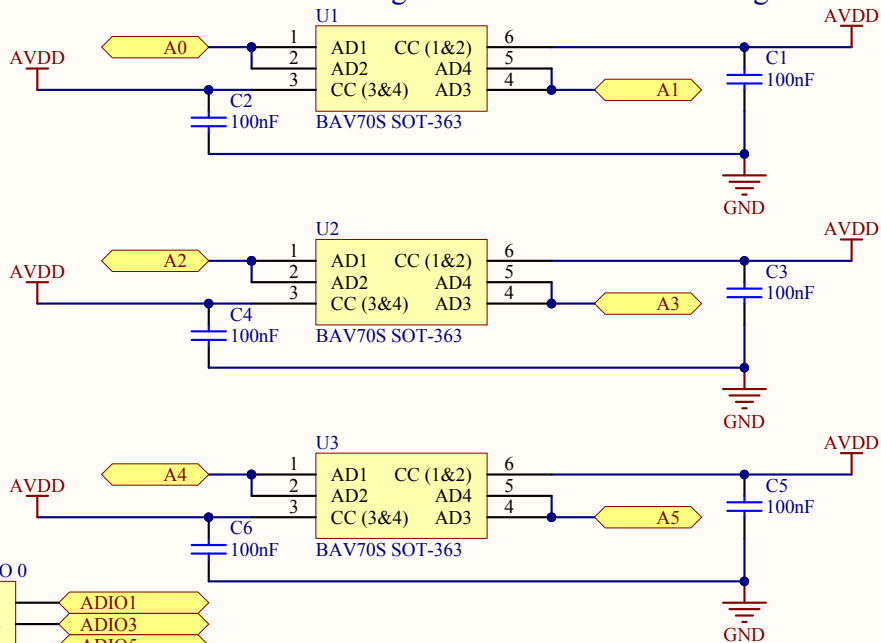 U1
AVDD
A0
1
AD1
CC (1&2)
6
AVDD
2
AD2
AD4
5
C1
3
CC (3&4)
AD3
4
A1
100nF
C2
100nF
BAV70S SOT-363
GND
U2
AVDD
A2
1
AD1
CC (1&2)
6
AVDD
2
AD2
AD4
5
C3
3
CC (3&4)
AD3
4
A3
100nF
C4
100nF
BAV70S SOT-363
GND
U3
AVDD
A4
1
AD1
CC (1&2)
6
AVDD
2
AD2
AD4
5
C5
3
CC (3&4)
AD3
4
A5
100nF
C6
100nF
BAV70S SOT-363
O 0
ADIO1
ADIO3
ADIO5
GND